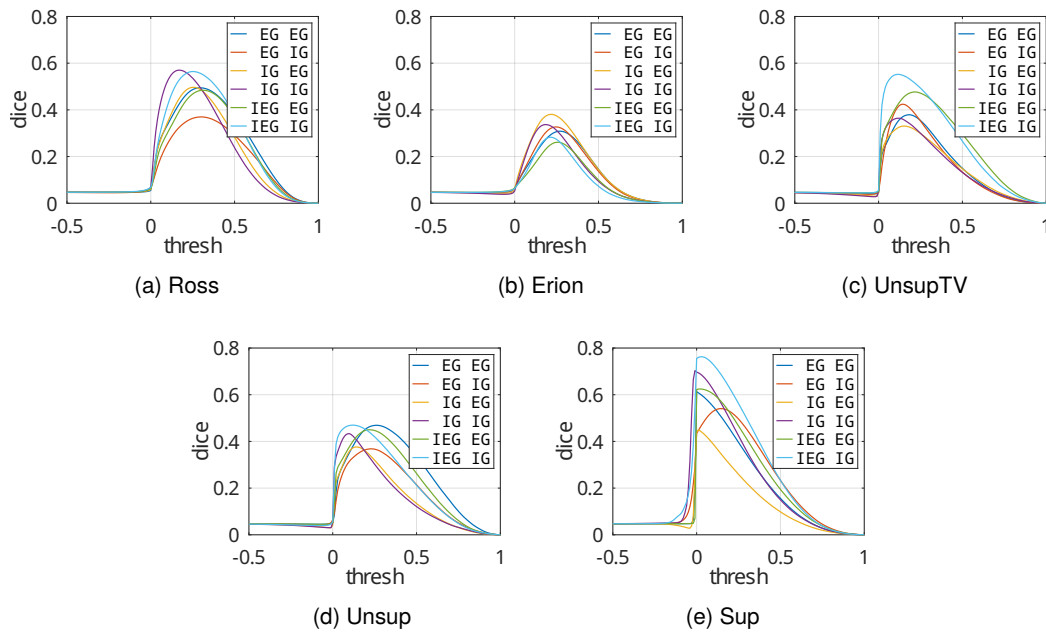 0.8
0.6
0.4
0.2
0
dice
-0.5 0 0.5 1
thresh
EG EG
EG IG
IG EG
IG IG
IEG EG
IEG IG
(a) Ross
0.8
0.6
0.4
0.2
0
dice
-0.5 0 0.5 1
thresh
EG EG
EG IG
IG EG
IG IG
IEG EG
IEG IG
(b) Erion
0.8
0.6
0.4
0.2
0
dice
-0.5 0 0.5 1
thresh
EG EG
EG IG
IG EG
IG IG
IEG EG
IEG IG
(c) UnsupTV
0.8
0.6
0.4
0.2
0
dice
-0.5 0 0.5 1
thresh
EG EG
EG IG
IG EG
IG IG
IEG EG
IEG IG
(d) Unsup
0.8
0.6
0.4
0.2
0
dice
-0.5 0 0.5 1
thresh
EG EG
EG IG
IG EG
IG IG
IEG EG
IEG IG
(e) Sup